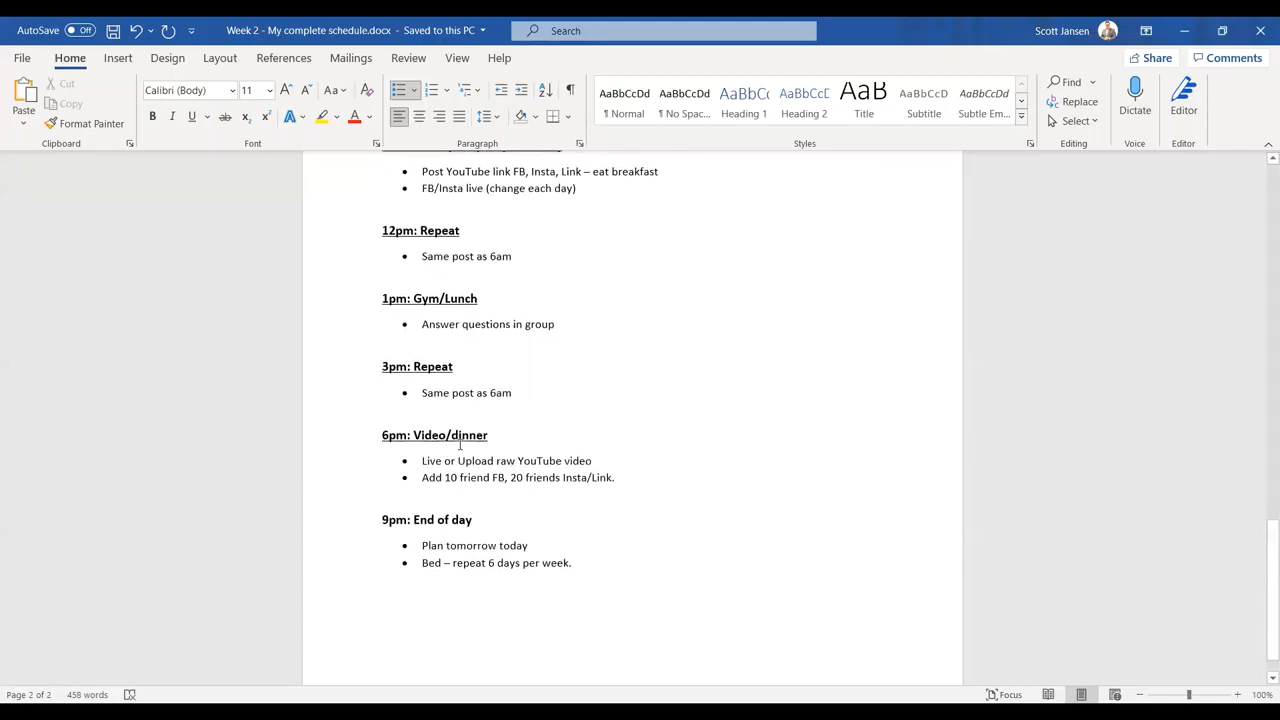 AutoSave Off Week 2 - My complete schedule.docx - Saved to this PC Search Scott Jansen
File Home Insert Design Layout References Mailings Review View Help Share Comments
Paste Cut Copy Format Painter
Calibri (Body) 11
AaBbCcDd AaBbCcDd AaBbCc AaBbCcD AaB AaBbCcD AaBbCcDd
¶ Normal ¶ No Spac... Heading 1 Heading 2 Title Subtitle Subtle Em...
Find Replace Select Dictate Editor
Clipboard Font Paragraph Styles Editing Voice Editor
• Post YouTube link FB, Insta, Link – eat breakfast
• FB/Insta live (change each day)
12pm: Repeat
• Same post as 6am
1pm: Gym/Lunch
• Answer questions in group
3pm: Repeat
• Same post as 6am
6pm: Video/dinner
• Live or Upload raw YouTube video
• Add 10 friend FB, 20 friends Insta/Link.
9pm: End of day
• Plan tomorrow today
• Bed – repeat 6 days per week.
Page 2 of 2 458 words Focus 100%